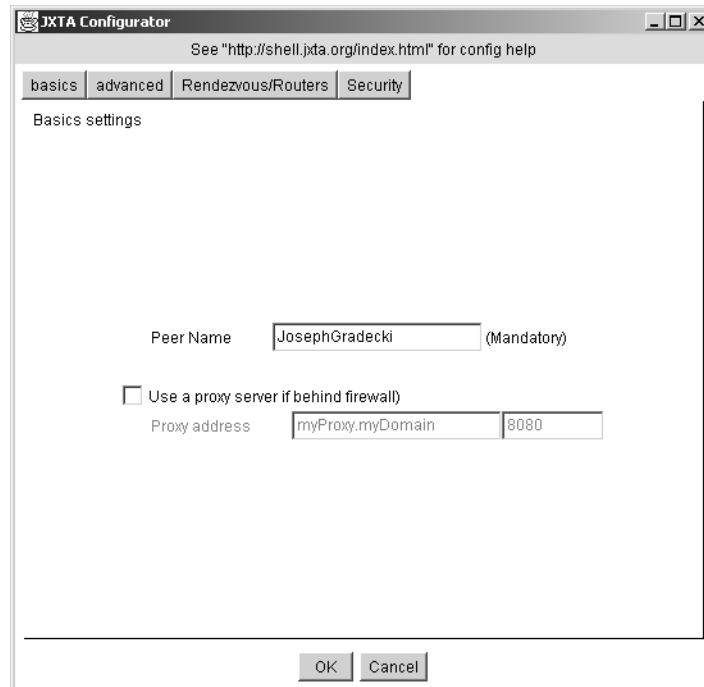 JXTA Configurator
See "http://shell.jxta.org/index.html" for config help
basics advanced Rendezvous/Routers Security
Basics settings
Peer Name JosephGradecki (Mandatory)
Use a proxy server if behind firewall)
Proxy address myProxy.myDomain 8080
OK Cancel